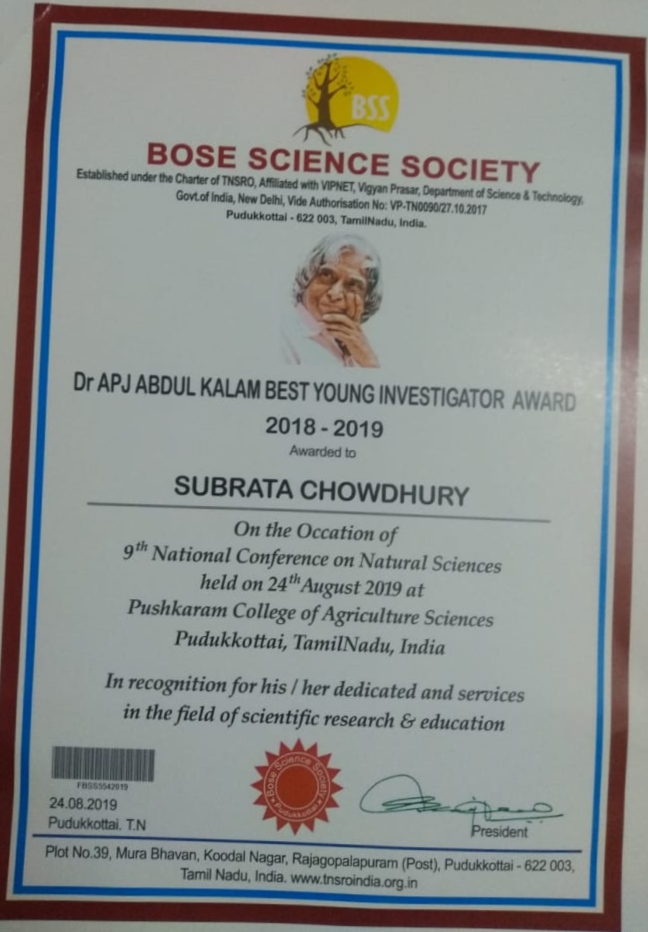 BSS
BOSE SCIENCE SOCIETY
Established under the Charter of TNSRO, Affiliated with VIPNET, Vigyan Prasar, Department of Science & Technology,
Govt.of India, New Delhi, Vide Authorisation No: VP-TN0090/27.10.2017
Pudukkottai - 622 003, TamilNadu, India.
Dr APJ ABDUL KALAM BEST YOUNG INVESTIGATOR AWARD
2018 - 2019
Awarded to
SUBRATA CHOWDHURY
On the Occation of
9th National Conference on Natural Sciences
held on 24th August 2019 at
Pushkaram College of Agriculture Sciences
Pudukkottai, TamilNadu, India
In recognition for his / her dedicated and services
in the field of scientific research & education
FBSS5542019
24.08.2019
Pudukkottai. T.N
Bose Science Society
Pudukkottai
President
Plot No.39, Mura Bhavan, Koodal Nagar, Rajagopalapuram (Post), Pudukkottai - 622 003,
Tamil Nadu, India. www.tnsroindia.org.in